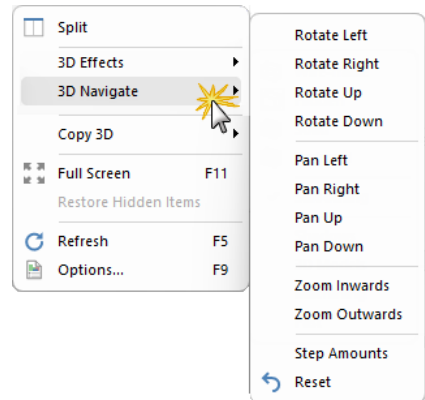 Split
3D Effects
3D Navigate
Copy 3D
Full Screen F11
Restore Hidden Items
Refresh F5
Options... F9
Rotate Left
Rotate Right
Rotate Up
Rotate Down
Pan Left
Pan Right
Pan Up
Pan Down
Zoom Inwards
Zoom Outwards
Step Amounts
Reset